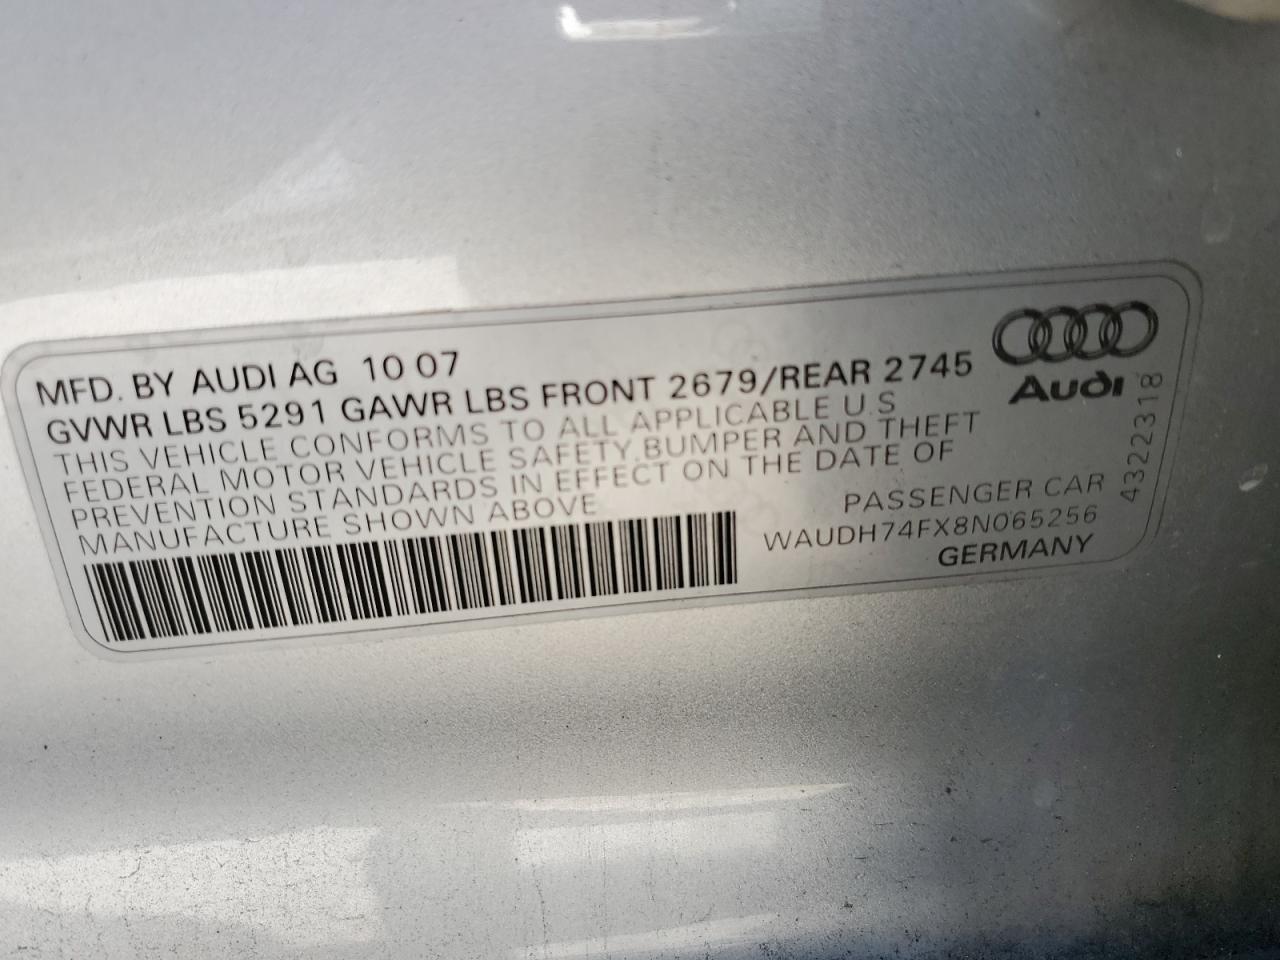 MFD. BY AUDI AG 10 07
GVWR LBS 5291 GAWR LBS FRONT 2679/REAR 2745
THIS VEHICLE CONFORMS TO ALL APPLICABLE U.S
FEDERAL MOTOR VEHICLE SAFETY, BUMPER AND THEFT
PREVENTION STANDARDS IN EFFECT ON THE DATE OF
MANUFACTURE SHOWN ABOVE
Audi
4322318
PASSENGER CAR
WAUDH74FX8N065256
GERMANY